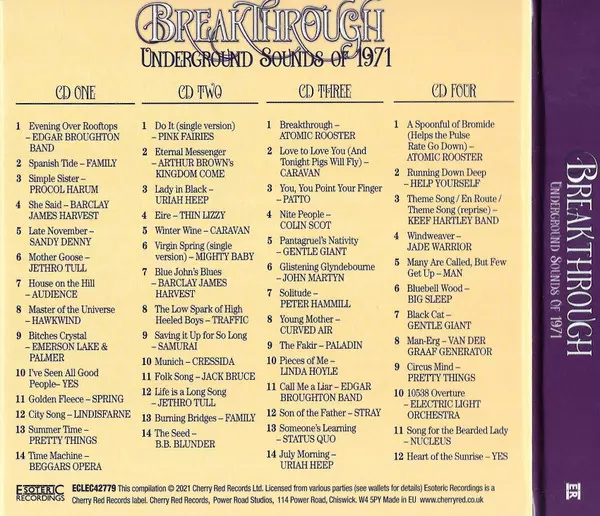 BREAKTHROUGH
UNDERGROUND SOUNDS OF 1971
CD ONE
1 Evening Over Rooftops
– EDGAR BROUGHTON
BAND
2 Spanish Tide – FAMILY
3 Simple Sister –
PROCOL HARUM
4 She Said – BARCLAY
JAMES HARVEST
5 Late November –
SANDY DENNY
6 Mother Goose –
JETHRO TULL
7 House on the Hill
– AUDIENCE
8 Master of the Universe
– HAWKWIND
9 Bitches Crystal
– EMERSON LAKE &
PALMER
10 I've Seen All Good
People– YES
11 Golden Fleece – SPRING
12 City Song – LINDISFARNE
13 Summer Time –
PRETTY THINGS
14 Time Machine –
BEGGARS OPERA
CD TWO
1 Do It (single version)
– PINK FAIRIES
2 Eternal Messenger
– ARTHUR BROWN's
KINGDOM COME
3 Lady in Black –
URIAH HEEP
4 Eire – THIN LIZZY
5 Winter Wine – CARAVAN
6 Virgin Spring (single
version) – MIGHTY BABY
7 Blue John's Blues
– BARCLAY JAMES
HARVEST
8 The Low Spark of High
Heeled Boys – TRAFFIC
9 Saving it Up for So Long
– SAMURAI
10 Munich – CRESSIDA
11 Folk Song – JACK BRUCE
12 Life is a Long Song
– JETHRO TULL
13 Burning Bridges – FAMILY
14 The Seed –
B.B. BLUNDER
CD THREE
1 Breakthrough –
ATOMIC ROOSTER
2 Love to Love You (And
Tonight Pigs Will Fly) –
CARAVAN
3 You, You Point Your Finger
– PATTO
4 Nite People –
COLIN SCOT
5 Pantagruel's Nativity
– GENTLE GIANT
6 Glistening Glyndebourne
– JOHN MARTYN
7 Solitude –
PETER HAMMILL
8 Young Mother –
CURVED AIR
9 The Fakir – PALADIN
10 Pieces of Me –
LINDA HOYLE
11 Call Me a Liar – EDGAR
BROUGHTON BAND
12 Son of the Father – STRAY
13 Someone's Learning
– STATUS QUO
14 July Morning –
URIAH HEEP
CD FOUR
1 A Spoonful of Bromide
(Helps the Pulse
Rate Go Down) –
ATOMIC ROOSTER
2 Running Down Deep
– HELP YOURSELF
3 Theme Song / En Route /
Theme Song (reprise) –
KEEF HARTLEY BAND
4 Windweaver –
JADE WARRIOR
5 Many are Called, But Few
Get Up – MAN
6 Bluebell Wood –
BIG SLEEP
7 Black Cat –
GENTLE GIANT
8 Man-Erg – VAN DER
GRAAF GENERATOR
9 Circus Mind –
PRETTY THINGS
10 10538 Overture –
ELECTRIC LIGHT
ORCHESTRA
11 Song for the Bearded Lady
– NUCLEUS
12 Heart of the Sunrise – YES
ESOTERIC
RECORDINGS
ECLEC42779 This compilation © 2021 Cherry Red Records Ltd. Licensed from various parties (see wallets for details) Esoteric Recordings is a
Cherry Red Records label. Cherry Red Records, Power Road Studios, 114 Power Road, Chiswick. W4 5PY Made in EU www.cherryred.co.uk
BREAKTHROUGH
UNDERGROUND SOUNDS OF 1971
ER